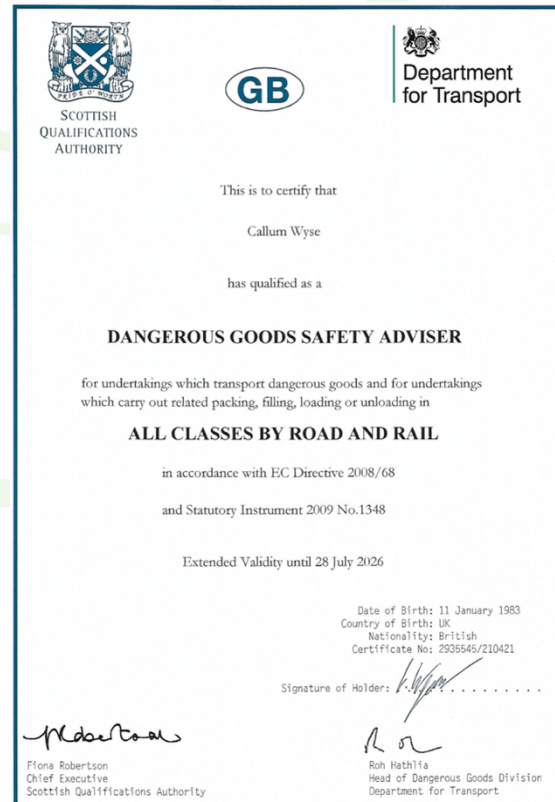 PRIDE O' WORTH
SCOTTISH
QUALIFICATIONS
AUTHORITY
GB
Department
for Transport
This is to certify that
Callum Wyse
has qualified as a
DANGEROUS GOODS SAFETY ADVISER
for undertakings which transport dangerous goods and for undertakings
which carry out related packing, filling, loading or unloading in
ALL CLASSES BY ROAD AND RAIL
in accordance with EC Directive 2008/68
and Statutory Instrument 2009 No.1348
Extended Validity until 28 July 2026
Date of Birth: 11 January 1983
Country of Birth: UK
Nationality: British
Certificate No: 2935545/210421
Signature of Holder: ..........
Fiona Robertson
Chief Executive
Scottish Qualifications Authority
Roh Hathlia
Head of Dangerous Goods Division
Department for Transport